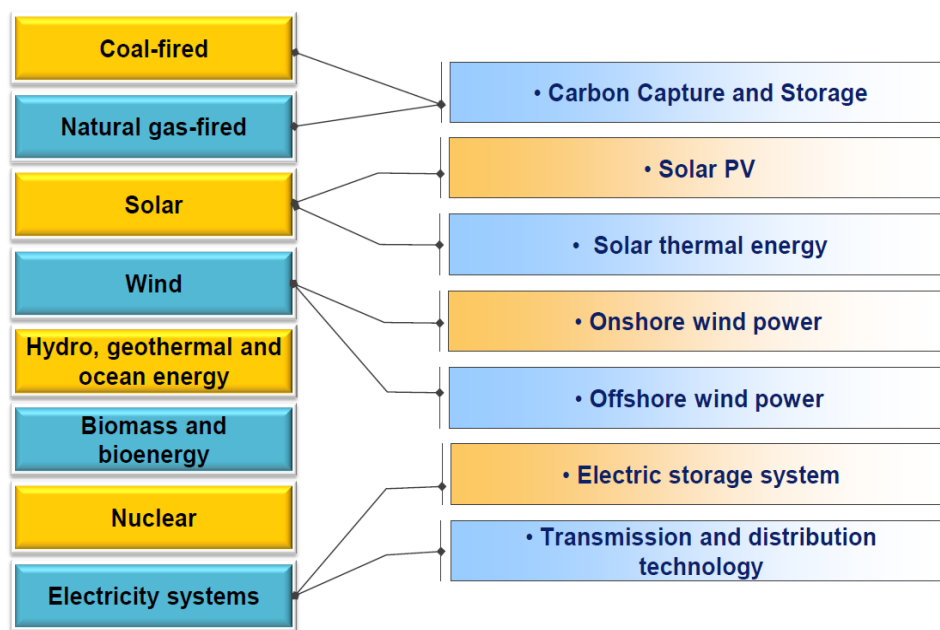 Coal-fired
Natural gas-fired
Solar
Wind
Hydro, geothermal and
ocean energy
Biomass and
bioenergy
Nuclear
Electricity systems
• Carbon Capture and Storage
• Solar PV
• Solar thermal energy
• Onshore wind power
• Offshore wind power
• Electric storage system
• Transmission and distribution
technology